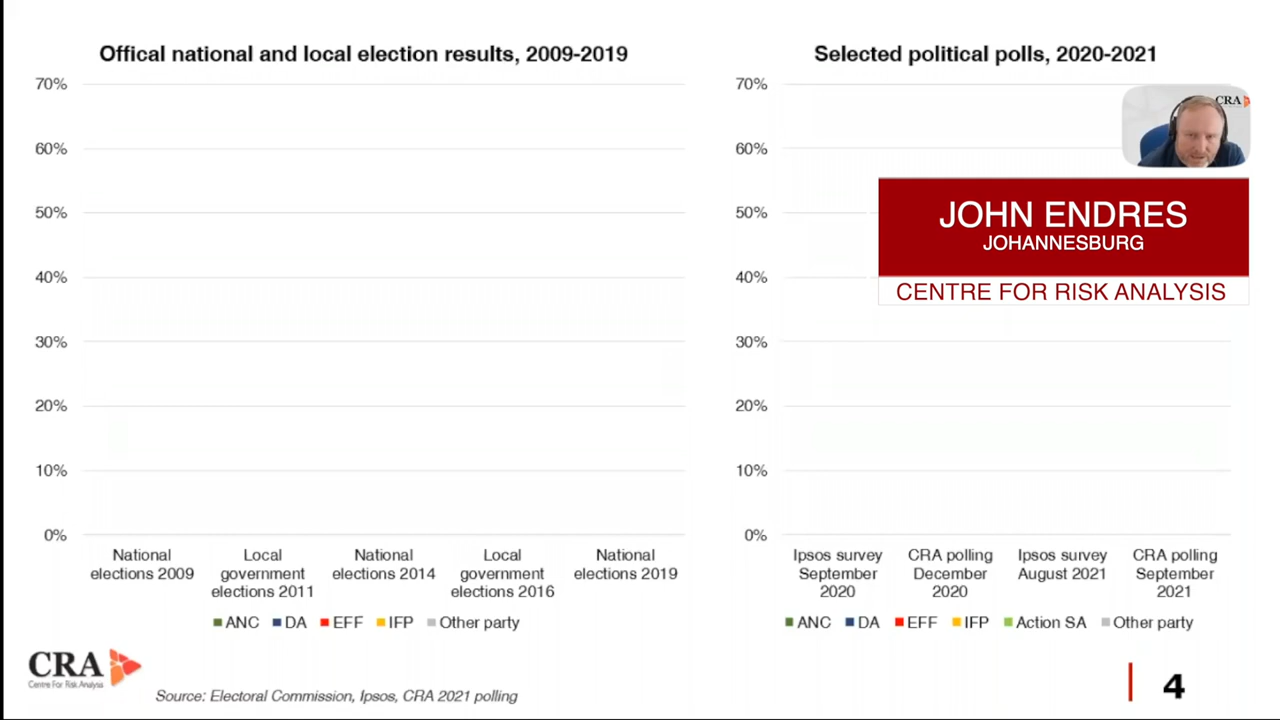 Offical national and local election results, 2009-2019
70%
60%
50%
40%
30%
20%
10%
0%
National elections 2009
Local government elections 2011
National elections 2014
Local government elections 2016
National elections 2019
ANC DA EFF IFP Other party
Selected political polls, 2020-2021
70%
60%
50%
40%
30%
20%
10%
0%
Ipsos survey September 2020
CRA polling December 2020
Ipsos survey August 2021
CRA polling September 2021
ANC DA EFF IFP Action SA Other party
CRA
JOHN ENDRES
JOHANNESBURG
CENTRE FOR RISK ANALYSIS
CRA
Centre For Risk Analysis
Source: Electoral Commission, Ipsos, CRA 2021 polling
4